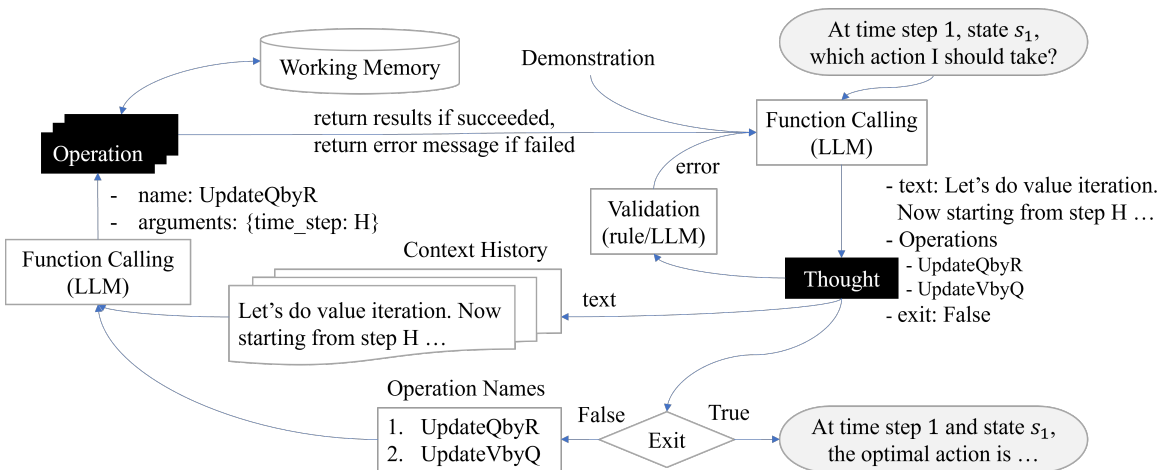 At time step 1, state s₁,
which action I should take?
Working Memory
Demonstration
Function Calling
(LLM)
return results if succeeded,
return error message if failed
Operation
error
- name: UpdateQbyR
- arguments: {time_step: H}
Validation
(rule/LLM)
- text: Let’s do value iteration.
Now starting from step H …
- Operations
- UpdateQbyR
- UpdateVbyQ
- exit: False
Thought
Function Calling
(LLM)
Context History
text
Let’s do value iteration. Now
starting from step H …
Operation Names
1. UpdateQbyR
2. UpdateVbyQ
False
Exit
True
At time step 1 and state s₁,
the optimal action is …